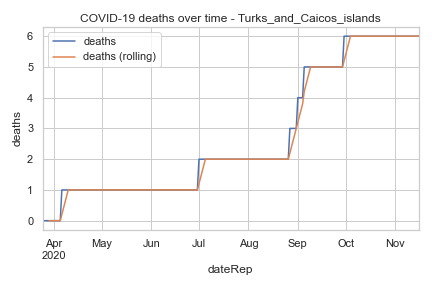 COVID-19 deaths over time - Turks_and_Caicos_islands
deaths
deaths (rolling)
6
5
4
3
2
1
0
deaths
Apr May Jun Jul Aug Sep Oct Nov
2020
dateRep